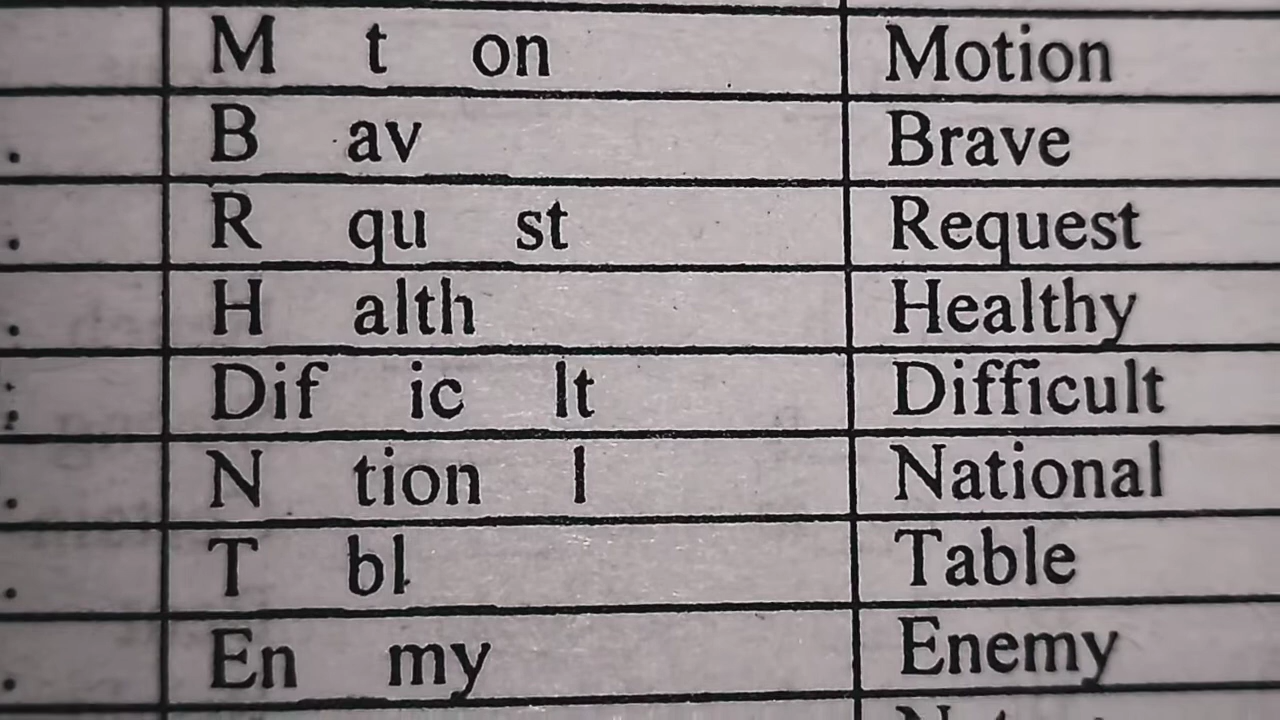 M t on Motion
. B av Brave
. R qu st Request
. H alth Healthy
: Dif ic lt Difficult
. N tion l National
. T bl Table
. En my Enemy